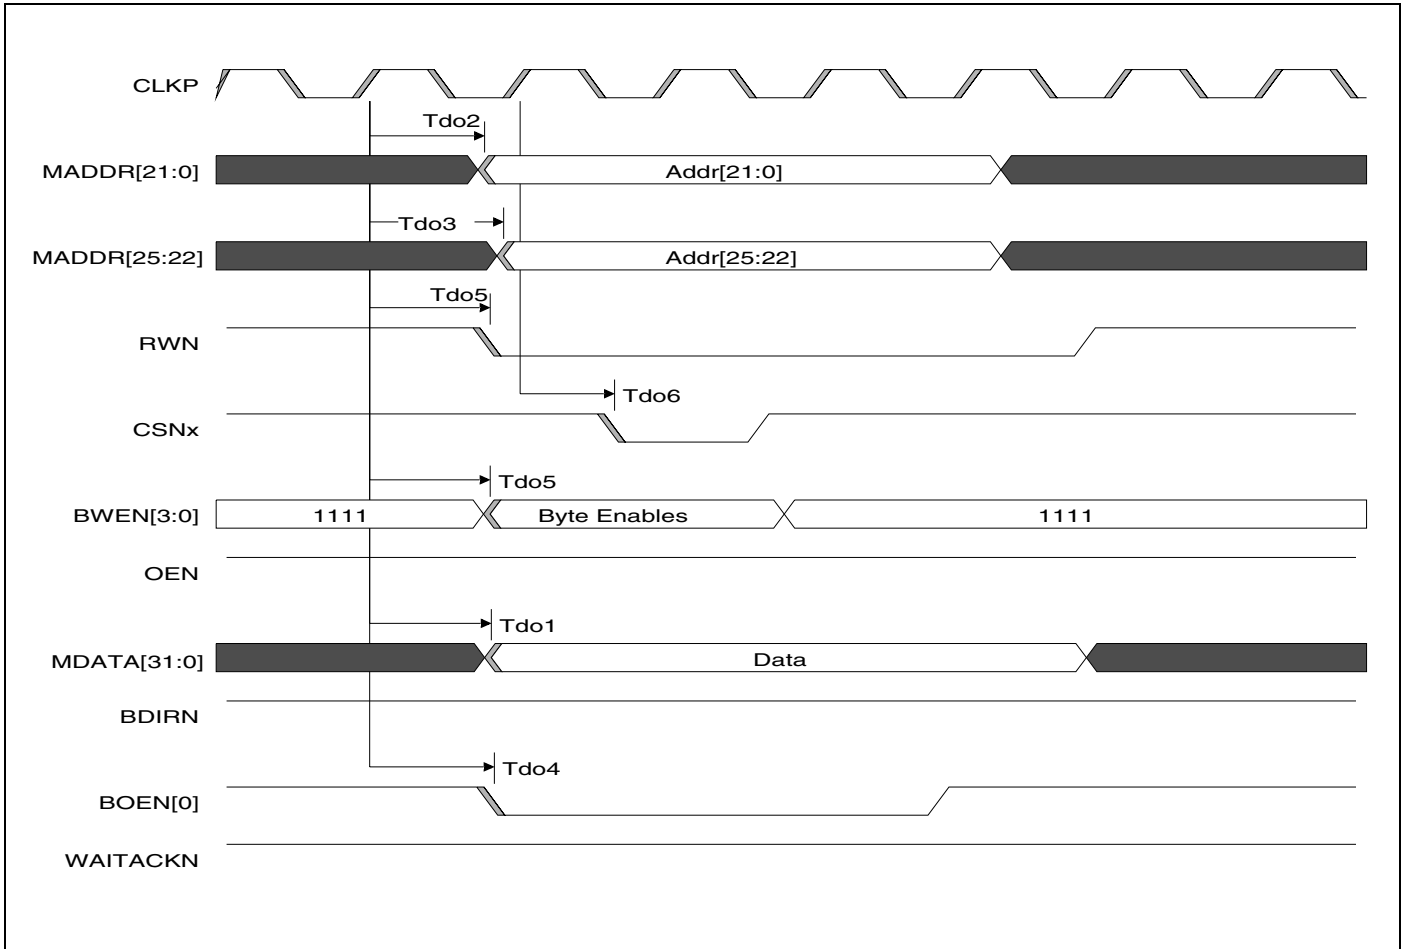 CLKP
Tdo2
MADDR[21:0] Addr[21:0]
Tdo3
MADDR[25:22] Addr[25:22]
Tdo5
RWN
Tdo6
CSNx
Tdo5
BWEN[3:0] 1111 Byte Enables 1111
OEN
Tdo1
MDATA[31:0] Data
BDIRN
Tdo4
BOEN[0]
WAITACKN